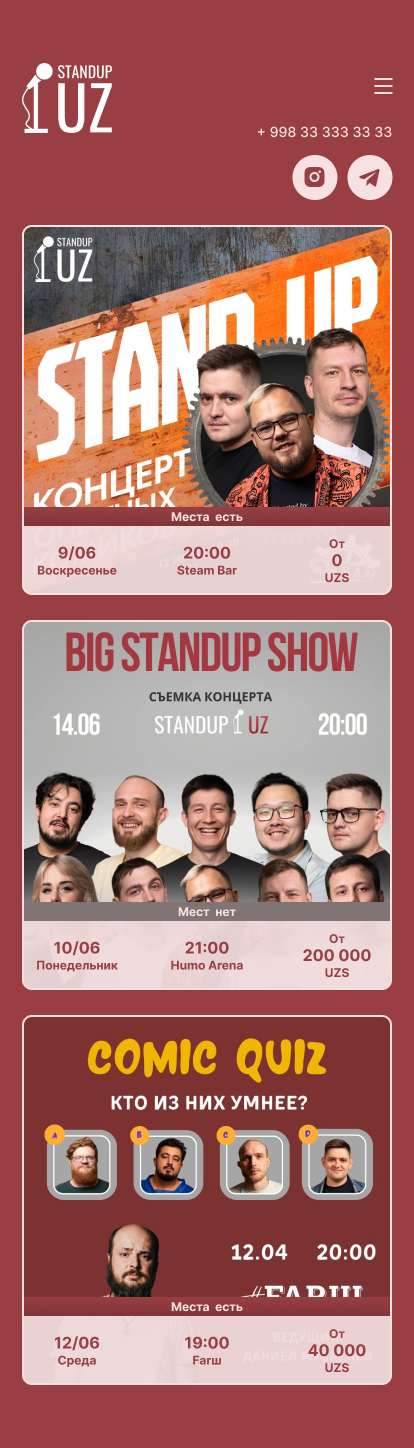 STANDUP
UZ
+ 998 33 333 33 33
STANDUP
UZ
STAND UP
КОНЦЕРТ
Места есть
9/06
Воскресенье
20:00
Steam Bar
От
0
UZS
BIG STANDUP SHOW
СЪЕМКА КОНЦЕРТА
14.06
STANDUP UZ
20:00
Мест нет
10/06
Понедельник
21:00
Humo Arena
От
200 000
UZS
COMIC QUIZ
КТО ИЗ НИХ УМНЕЕ?
A
B
C
D
12.04 20:00
Места есть
12/06
Среда
19:00
Farш
От
40 000
UZS